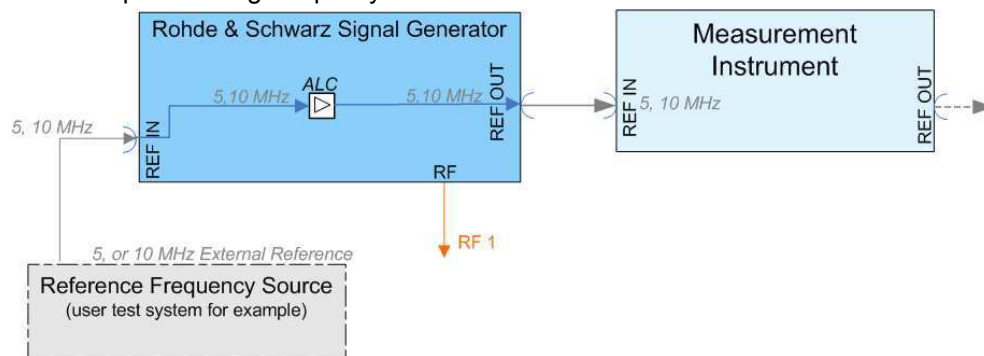 Rohde & Schwarz Signal Generator
ALC
5,10 MHz
5,10 MHz
REF OUT
REF IN
5, 10 MHz
RF
RF 1
Measurement
Instrument
REF IN
5, 10 MHz
REF OUT
5, or 10 MHz External Reference
Reference Frequency Source
(user test system for example)